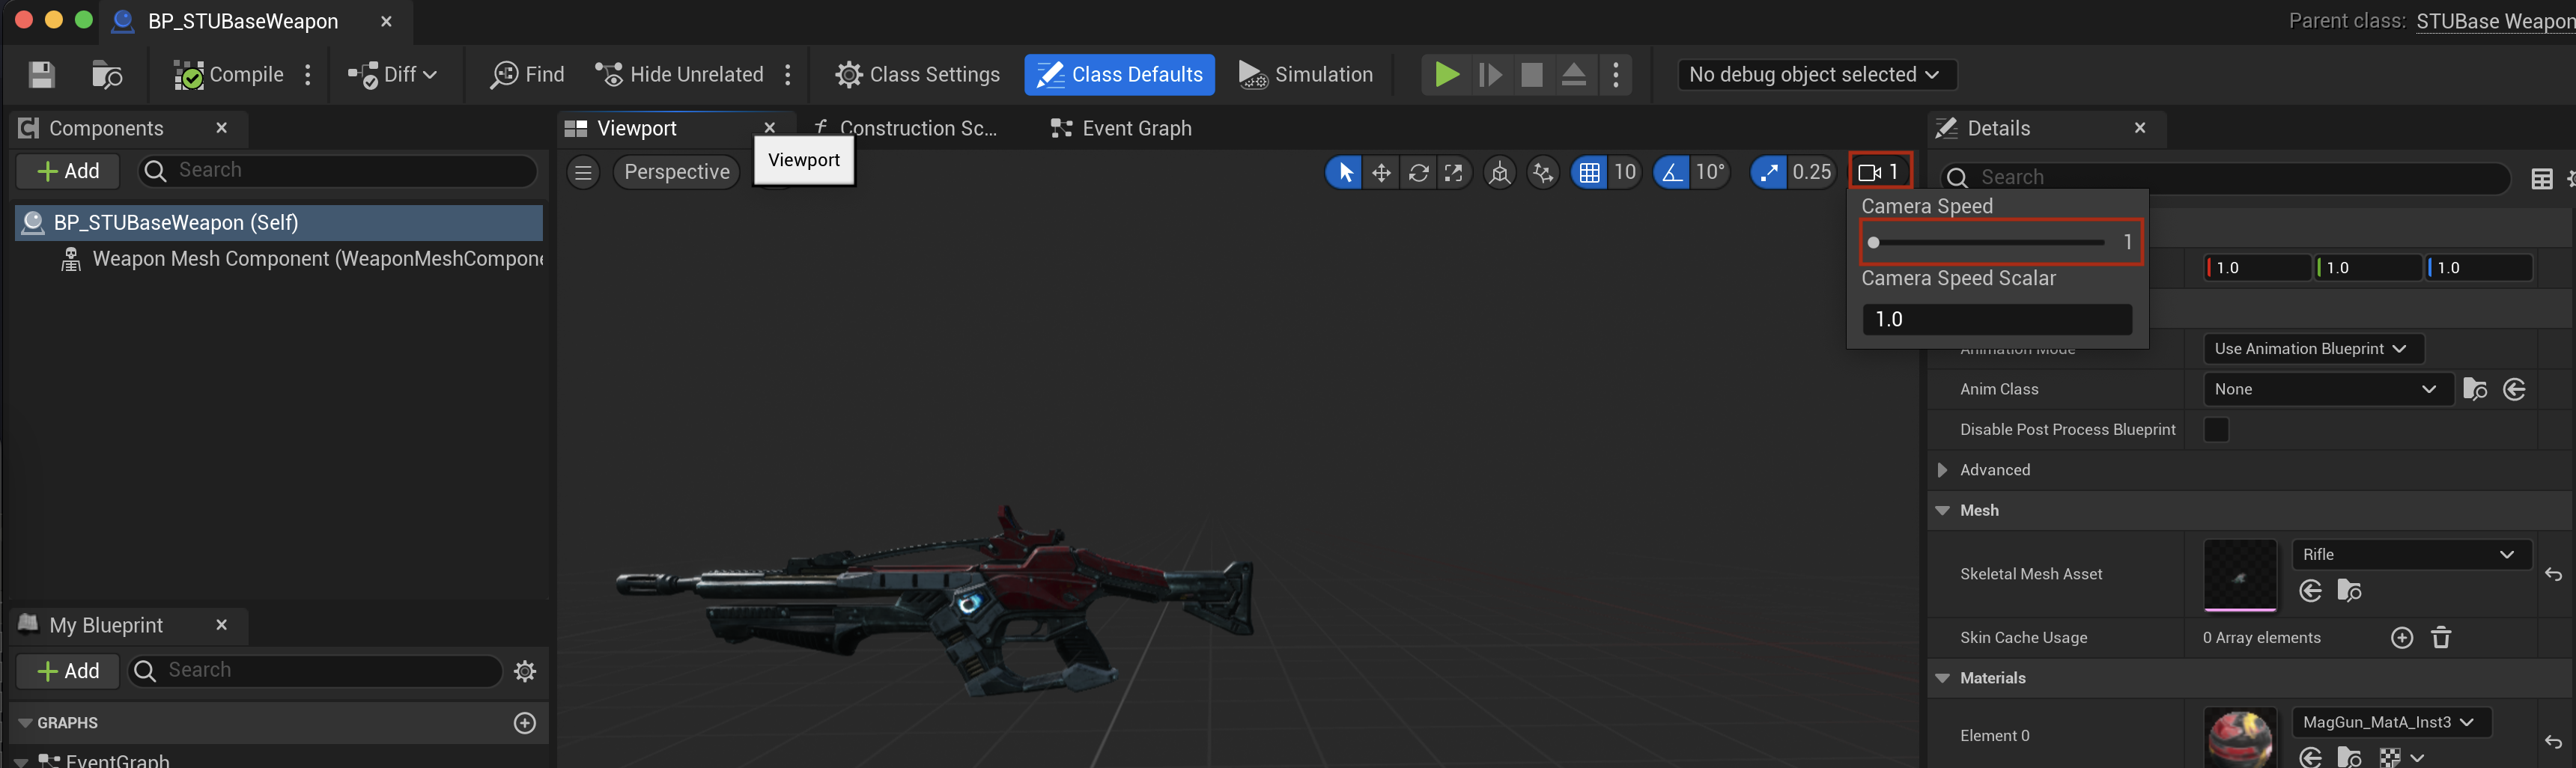 BP_STUBaseWeapon
Parent class: STUBase Weapon
Compile
Diff
Find
Hide Unrelated
Class Settings
Class Defaults
Simulation
No debug object selected
Components
Add
Search
BP_STUBaseWeapon (Self)
Weapon Mesh Component (WeaponMeshCompone
My Blueprint
Add
Search
GRAPHS
EventGraph
Viewport
Construction Sc...
Event Graph
Viewport
Perspective
10
10°
0.25
1
Camera Speed
1
Camera Speed Scalar
1.0
Details
Search
1.0
1.0
1.0
Animation Mode
Use Animation Blueprint
Anim Class
None
Disable Post Process Blueprint
Advanced
Mesh
Skeletal Mesh Asset
Rifle
Skin Cache Usage
0 Array elements
Materials
Element 0
MagGun_MatA_Inst3